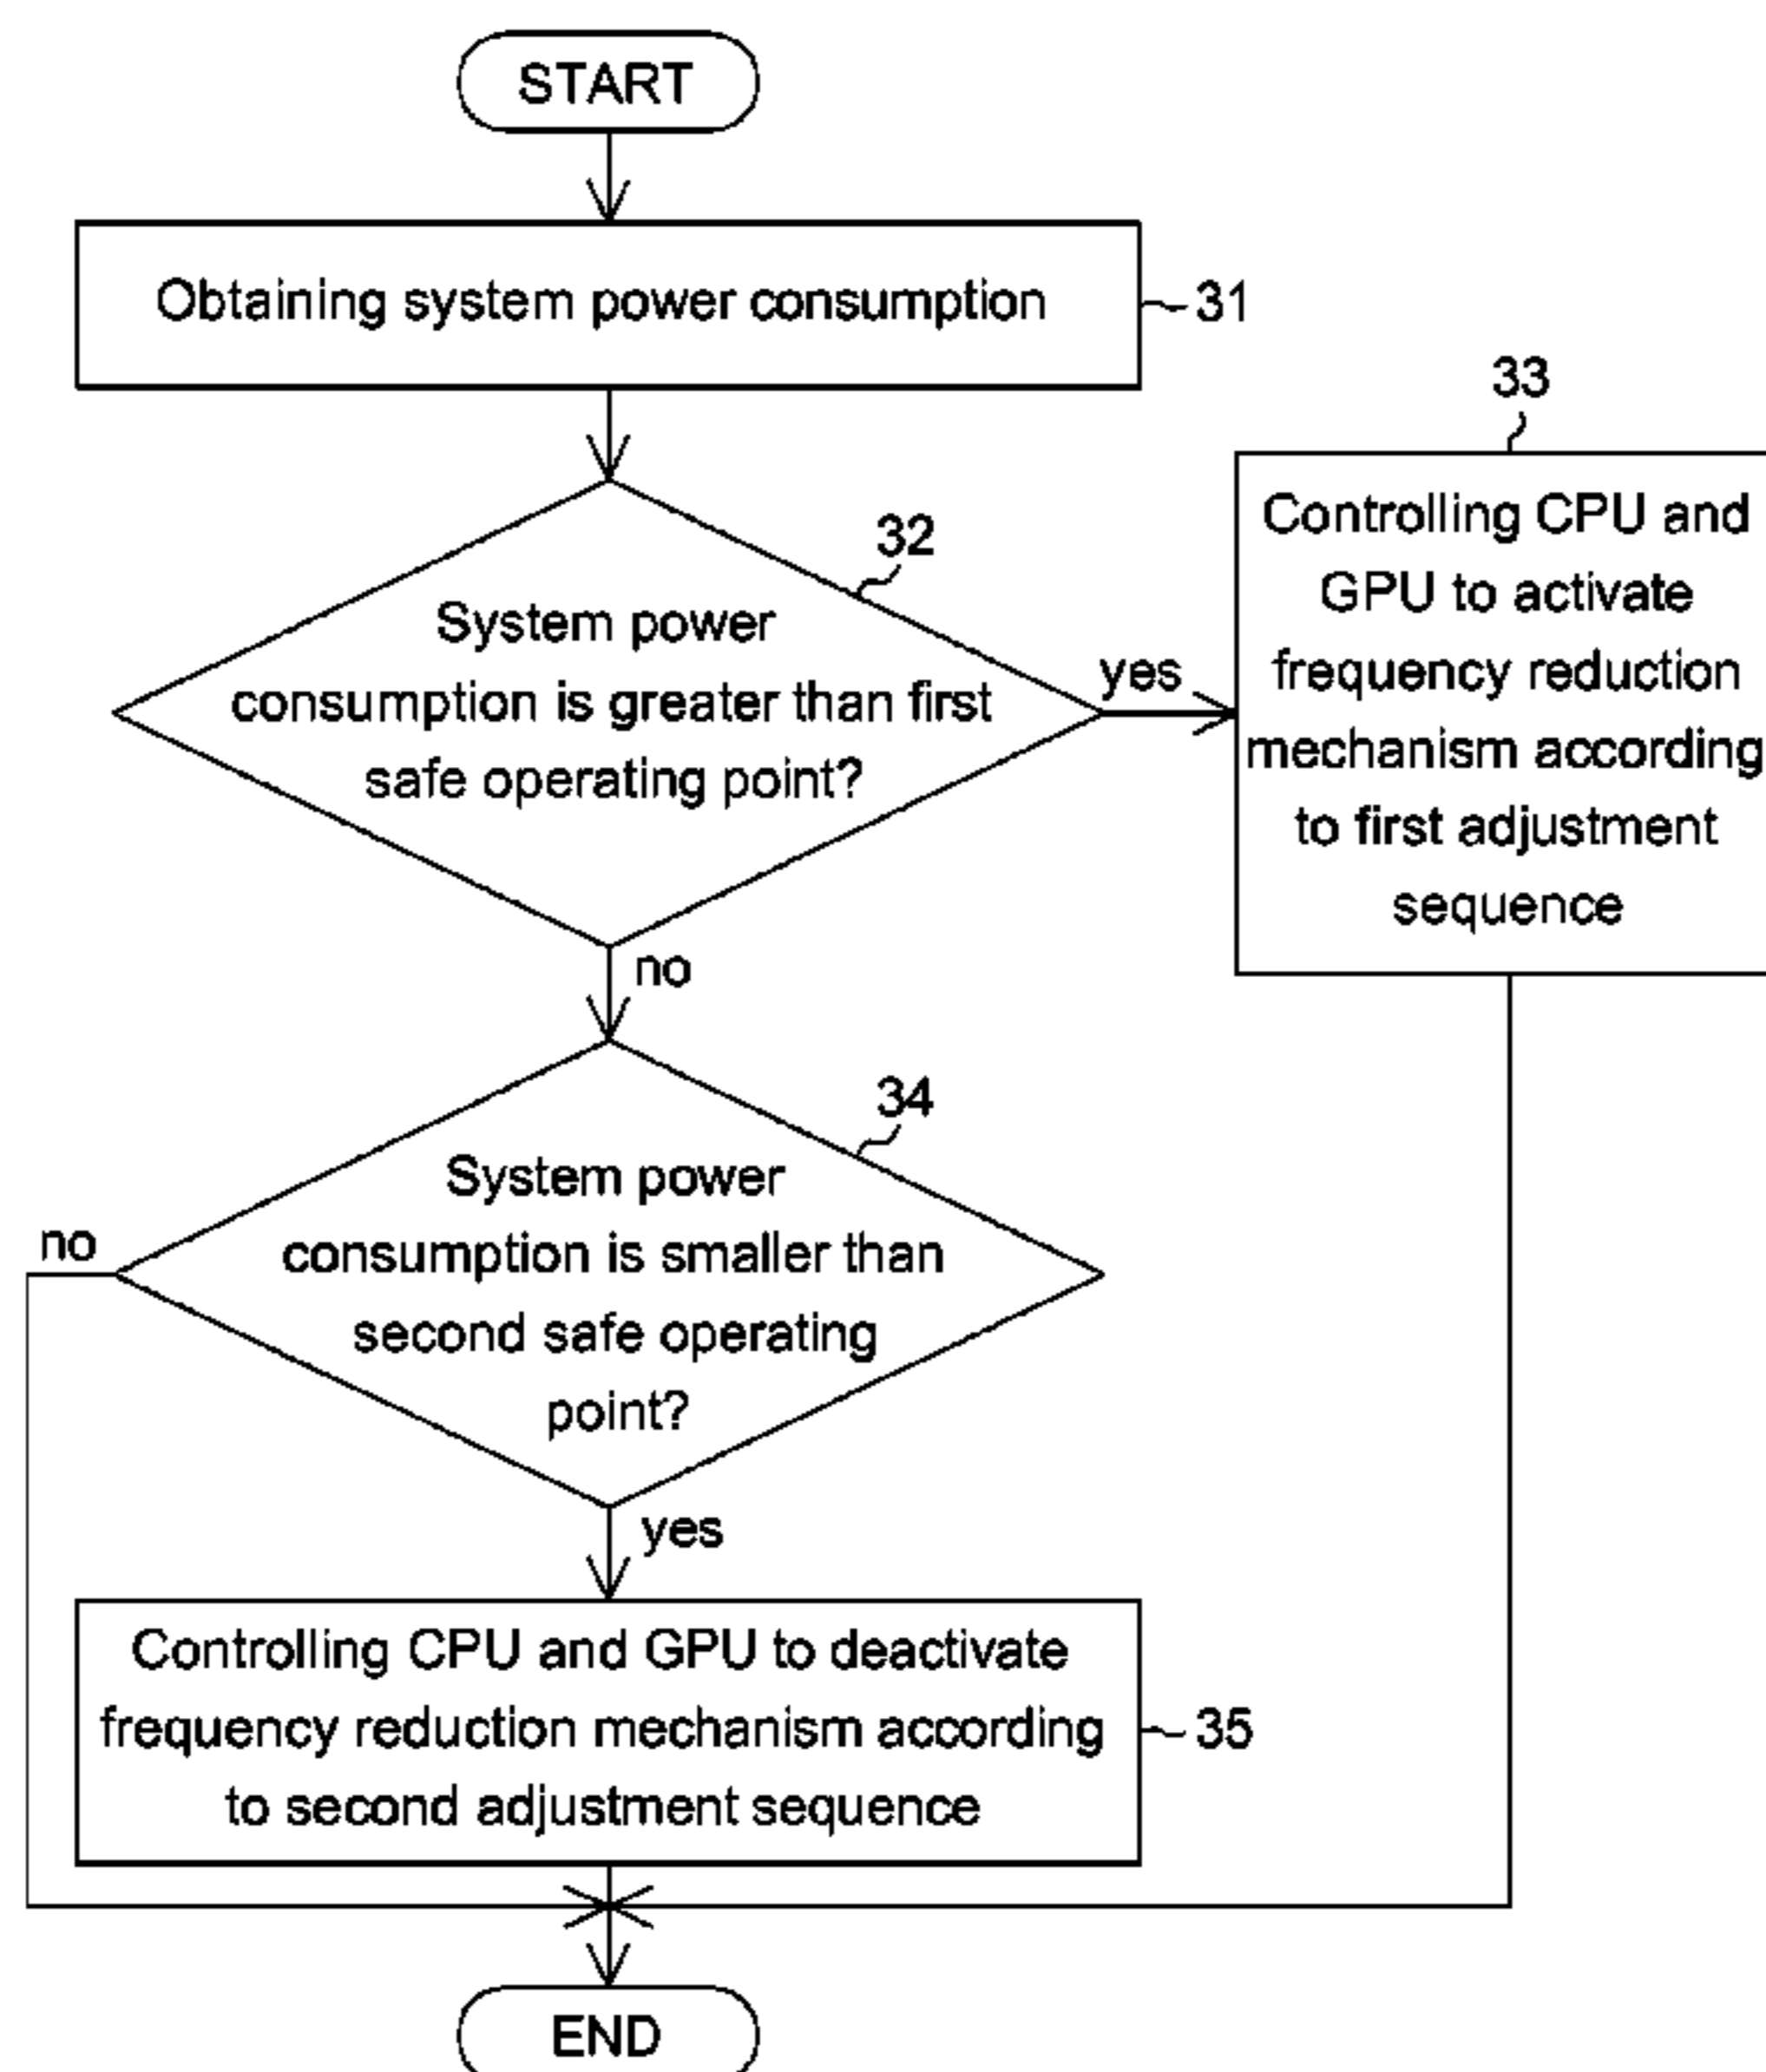 START
Obtaining system power consumption
31
33
Controlling CPU and
GPU to activate
frequency reduction
mechanism according
to first adjustment
sequence
32
System power
consumption is greater than first
safe operating point?
yes
no
34
System power
consumption is smaller than
second safe operating
point?
no
yes
Controlling CPU and GPU to deactivate
frequency reduction mechanism according
to second adjustment sequence
35
END